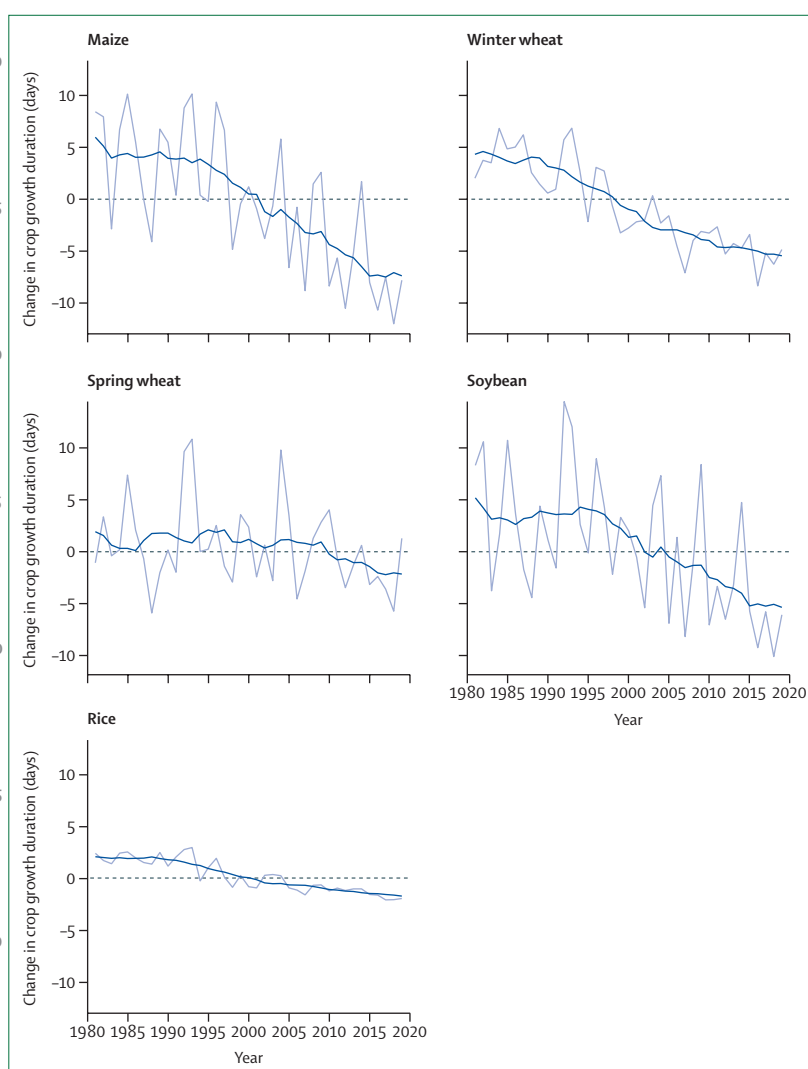 Maize
Winter wheat
Change in crop growth duration (days)
10
5
0
–5
–10
Spring wheat
Soybean
Change in crop growth duration (days)
10
5
0
–5
–10
1980 1985 1990 1995 2000 2005 2010 2015 2020
Year
Rice
Change in crop growth duration (days)
10
5
0
–5
–10
1980 1985 1990 1995 2000 2005 2010 2015 2020
Year